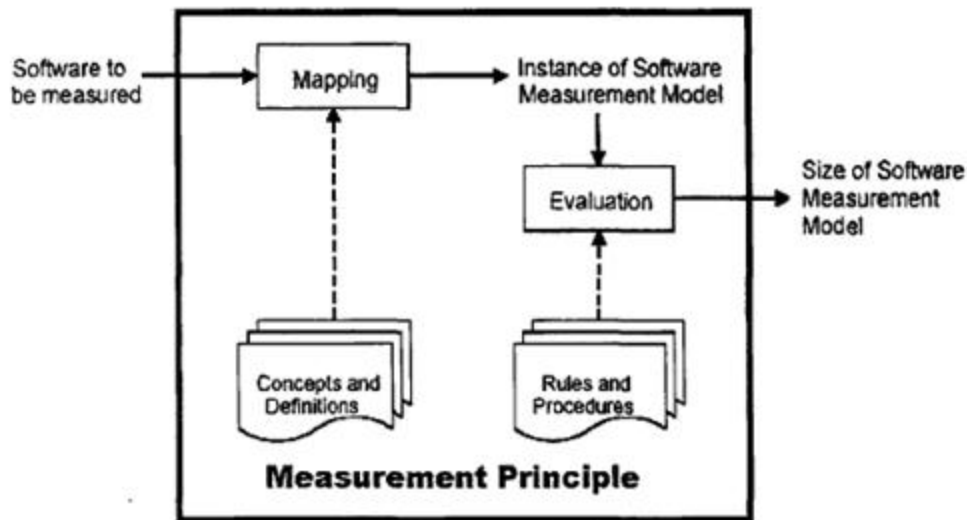 Software to
be measured
Mapping
Instance of Software
Measurement Model
Evaluation
Size of Software
Measurement
Model
Concepts and
Definitions
Rules and
Procedures
Measurement Principle